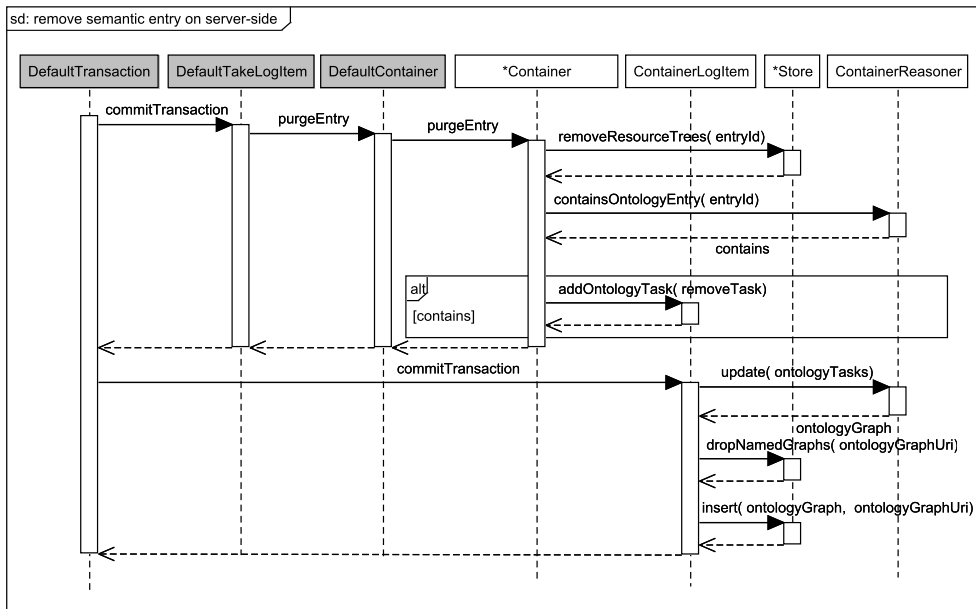 sd: remove semantic entry on server-side
DefaultTransaction
DefaultTakeLogItem
DefaultContainer
*Container
ContainerLogItem
*Store
ContainerReasoner
commitTransaction
purgeEntry
purgeEntry
removeResourceTrees( entryId)
containsOntologyEntry( entryId)
contains
alt
addOntologyTask( removeTask)
[contains]
commitTransaction
update( ontologyTasks)
ontologyGraph
dropNamedGraphs( ontologyGraphUri)
insert( ontologyGraph, ontologyGraphUri)